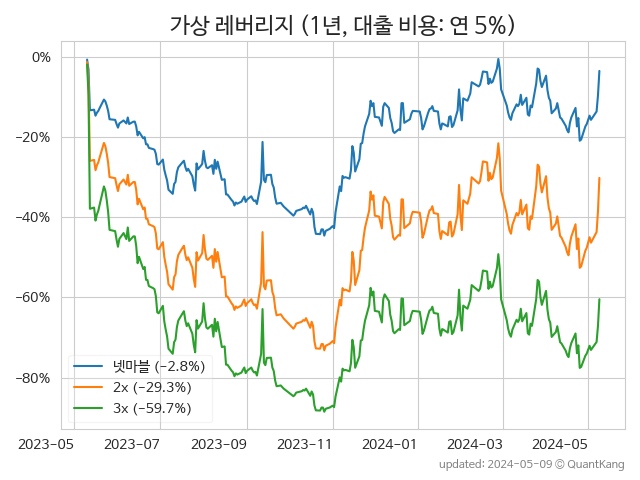 가상 레버리지 (1년, 대출 비용: 연 5%)
0%
−20%
−40%
−60%
−80%
넷마블 (−2.8%)
2x (−29.3%)
3x (−59.7%)
2023−05 2023−07 2023−09 2023−11 2024−01 2024−03 2024−05
updated: 2024-05-09 © QuantKang